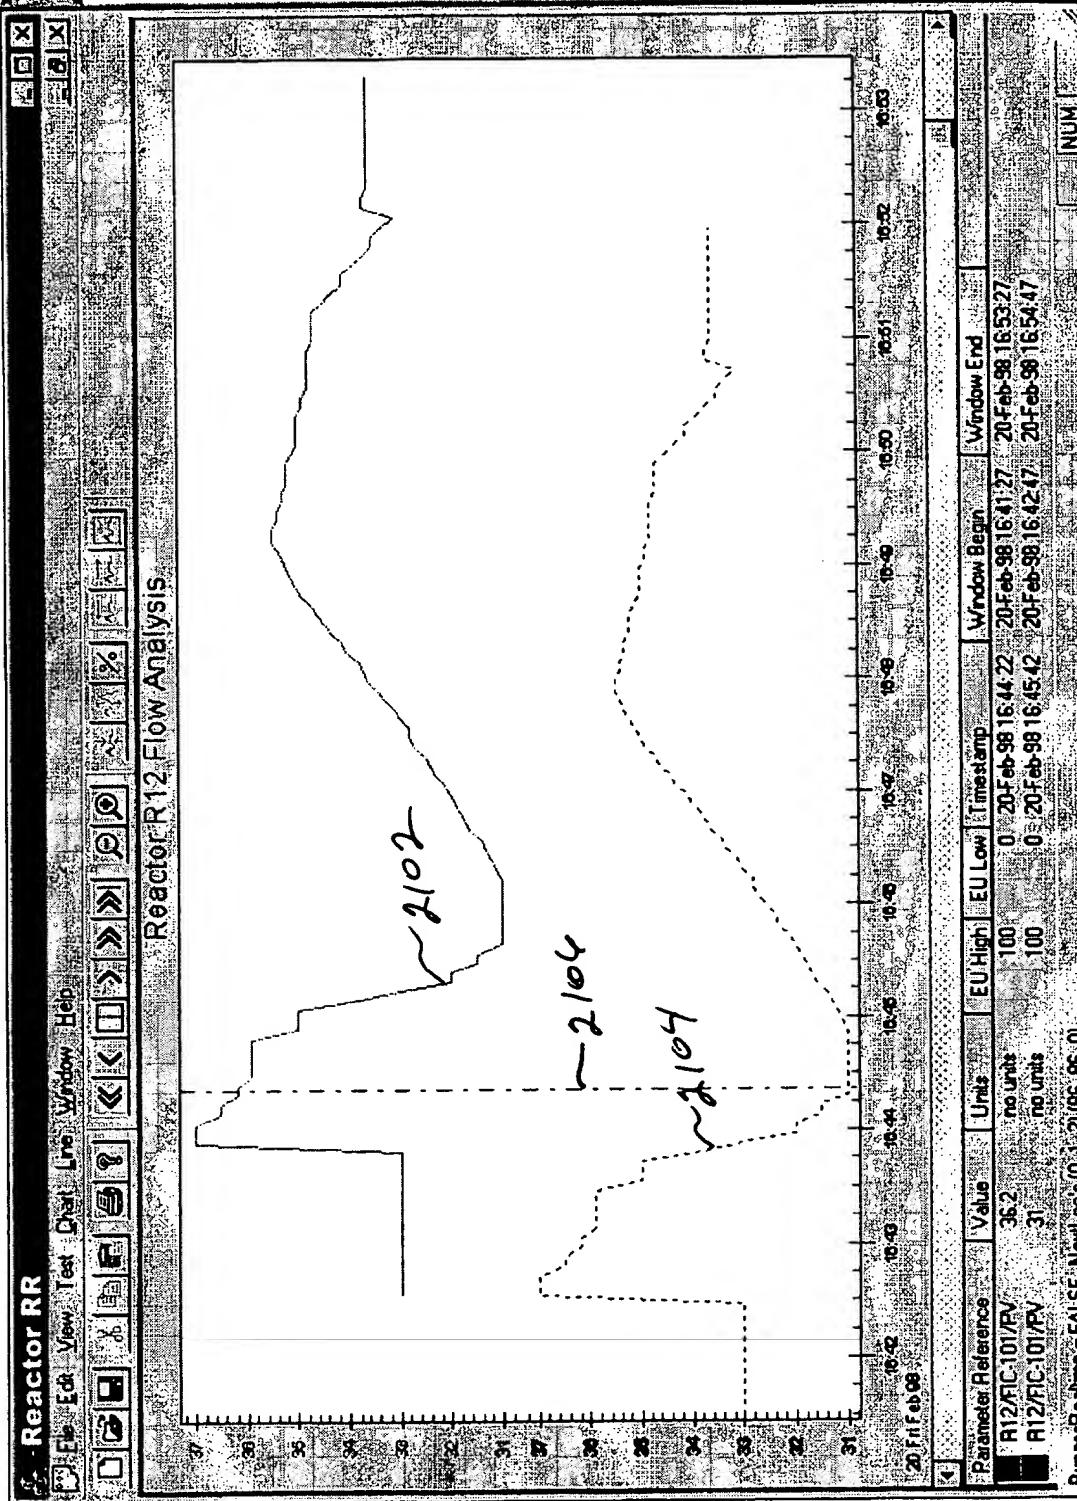 Reactor RR
File Edit View Test Chart Line Window Help
Reactor R12 Flow Analysis
37
36
35
34
33
32
31
37
36
35
34
33
32
31
2102
2104
2104
16:42 16:43 16:44 16:45 16:46 16:47 16:48 16:49 16:50 16:51 16:52 16:53
20 Fri Feb 98
Parameter Reference Value Units EU High EU Low Timestamp Window Begin Window End
R12/FIC-101/PV 36.2 no units 100 0 20-Feb-98 16:44:22 20-Feb-98 16:41:27 20-Feb-98 16:53:27
R12/FIC-101/PV 31 no units 100 0 20-Feb-98 16:45:42 20-Feb-98 16:42:47 20-Feb-98 16:54:47
NUM